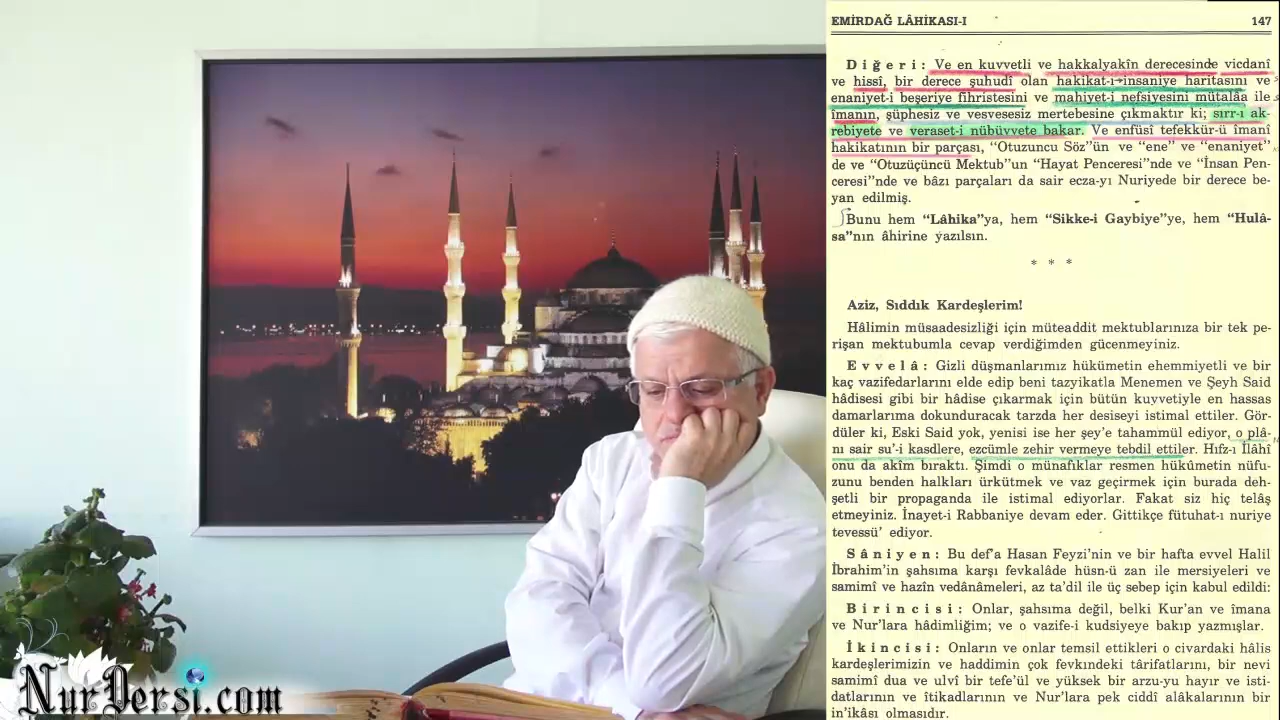 EMİRDAĞ LÂHİKASI-I 147
Diğeri: Ve en kuvvetli ve hakkalyakîn derecesinde vicdanî
ve hissî, bir derece şuhudî olan hakikat-ı insaniye haritasını ve
enaniyet-i beşeriye fihristesini ve mahiyet-i nefsiyesini mütalâa ile
îmanın, şüphesiz ve vesvesesiz mertebesine çıkmaktır ki; sırr-ı ak-
rebiyete ve veraset-i nübüvvete bakar. Ve enfüsî tefekkür-ü îmanî
hakikatının bir parçası, "Otuzuncu Söz"ün ve "ene" ve "enaniyet"
de ve "Otuzüçüncü Mektub"un "Hayat Penceresi"nde ve "İnsan Pen-
ceresi"nde ve bâzı parçaları da sair ecza-yı Nuriyede bir derece be-
yan edilmiş.
Bunu hem "Lâhika"ya, hem "Sikke-i Gaybiye"ye, hem "Hulâ-
sa"nın âhirine yazılsın.
* * *
Aziz, Sıddık Kardeşlerim!
Hâlimin müsaadesizliği için müteaddit mektublarınıza bir tek pe-
rişan mektubumla cevap verdiğimden gücenmeyiniz.
Evvelâ: Gizli düşmanlarımız hükümetin ehemmiyetli ve bir
kaç vazifedarlarını elde edip beni tazyikatla Menemen ve Şeyh Said
hâdisesi gibi bir hâdise çıkarmak için bütün kuvvetiyle en hassas
damarlarıma dokunduracak tarzda her desiseyi istimal ettiler. Gör-
düler ki, Eski Said yok, yenisi ise her şey'e tahammül ediyor, o plâ-
nı sair su'-i kasdlere, ezcümle zehir vermeye tebdil ettiler. Hıfz-ı İlâhî
onu da akîm bıraktı. Şimdi o münafıklar resmen hükûmetin nüfu-
zunu benden halkları ürkütmek ve vaz geçirmek için burada deh-
şetli bir propaganda ile istimal ediyorlar. Fakat siz hiç telâş
etmeyiniz. İnayet-i Rabbaniye devam eder. Gittikçe fütuhat-ı nuriye
tevessü' ediyor.
Sâniyen: Bu def'a Hasan Feyzi'nin ve bir hafta evvel Halil
İbrahim'in şahsıma karşı fevkalâde hüsn-ü zan ile mersiyeleri ve
samimî ve hazîn vedânâmeleri, az ta'dil ile üç sebep için kabul edildi:
Birincisi: Onlar, şahsıma değil, belki Kur'an ve imana
ve Nur'lara hâdimliğim; ve o vazife-i kudsiyeye bakıp yazmışlar.
İkincisi: Onların ve onlar temsil ettikleri o civardaki hâlis
kardeşlerimizin ve haddimin çok fevkındeki târifatlarını, bir nevi
samimî dua ve ulvî bir tefe'ül ve yüksek bir arzu-yu hayır ve isti-
datlarının ve îtikadlarının ve Nur'lara pek ciddî alâkalarının bir
in'ikâsı olmasıdır.
NurDersi.com